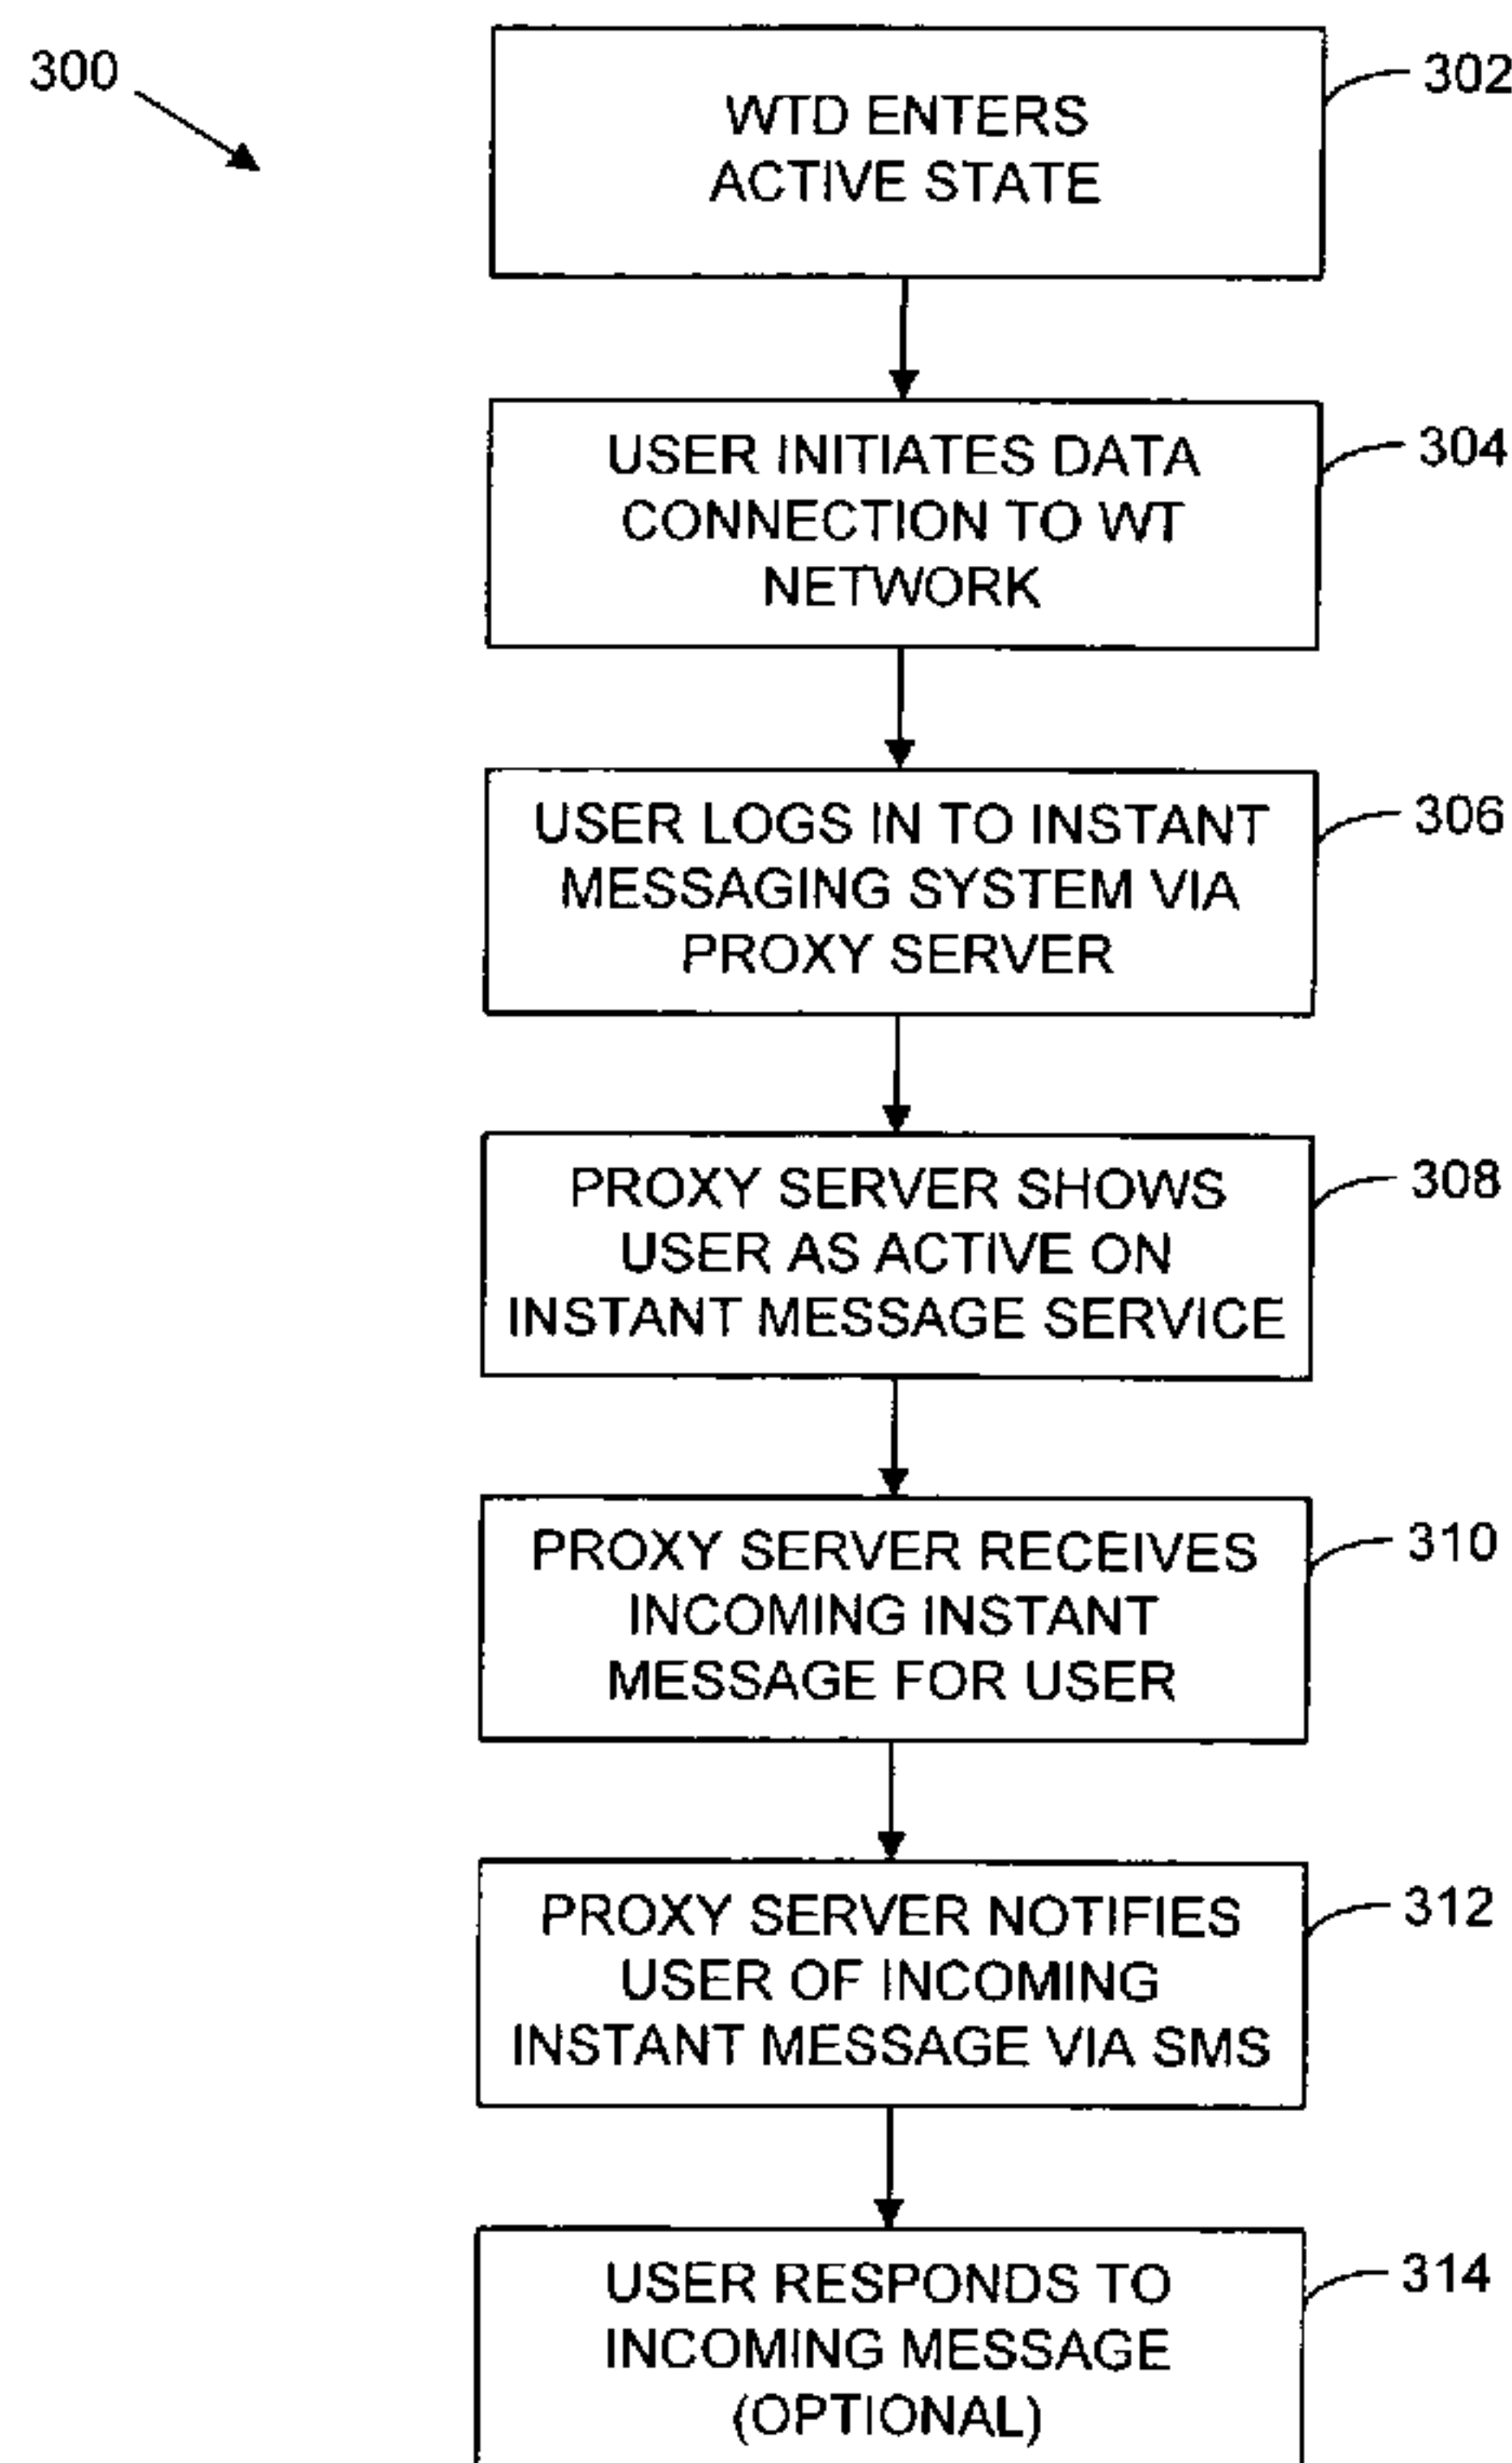 300
302
WTD ENTERS
ACTIVE STATE
304
USER INITIATES DATA
CONNECTION TO WT
NETWORK
306
USER LOGS IN TO INSTANT
MESSAGING SYSTEM VIA
PROXY SERVER
308
PROXY SERVER SHOWS
USER AS ACTIVE ON
INSTANT MESSAGE SERVICE
310
PROXY SERVER RECEIVES
INCOMING INSTANT
MESSAGE FOR USER
312
PROXY SERVER NOTIFIES
USER OF INCOMING
INSTANT MESSAGE VIA SMS
314
USER RESPONDS TO
INCOMING MESSAGE
(OPTIONAL)